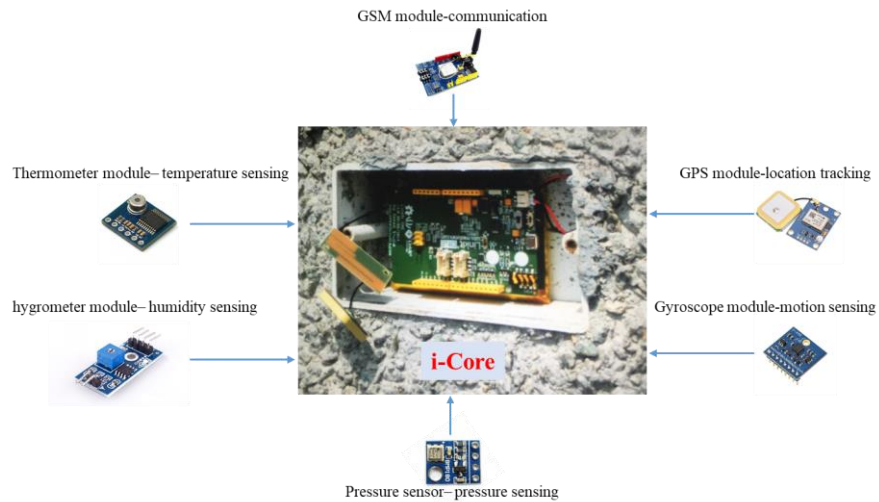 GSM module-communication
Thermometer module– temperature sensing
GPS module-location tracking
hygrometer module– humidity sensing
Gyroscope module-motion sensing
i-Core
Pressure sensor– pressure sensing